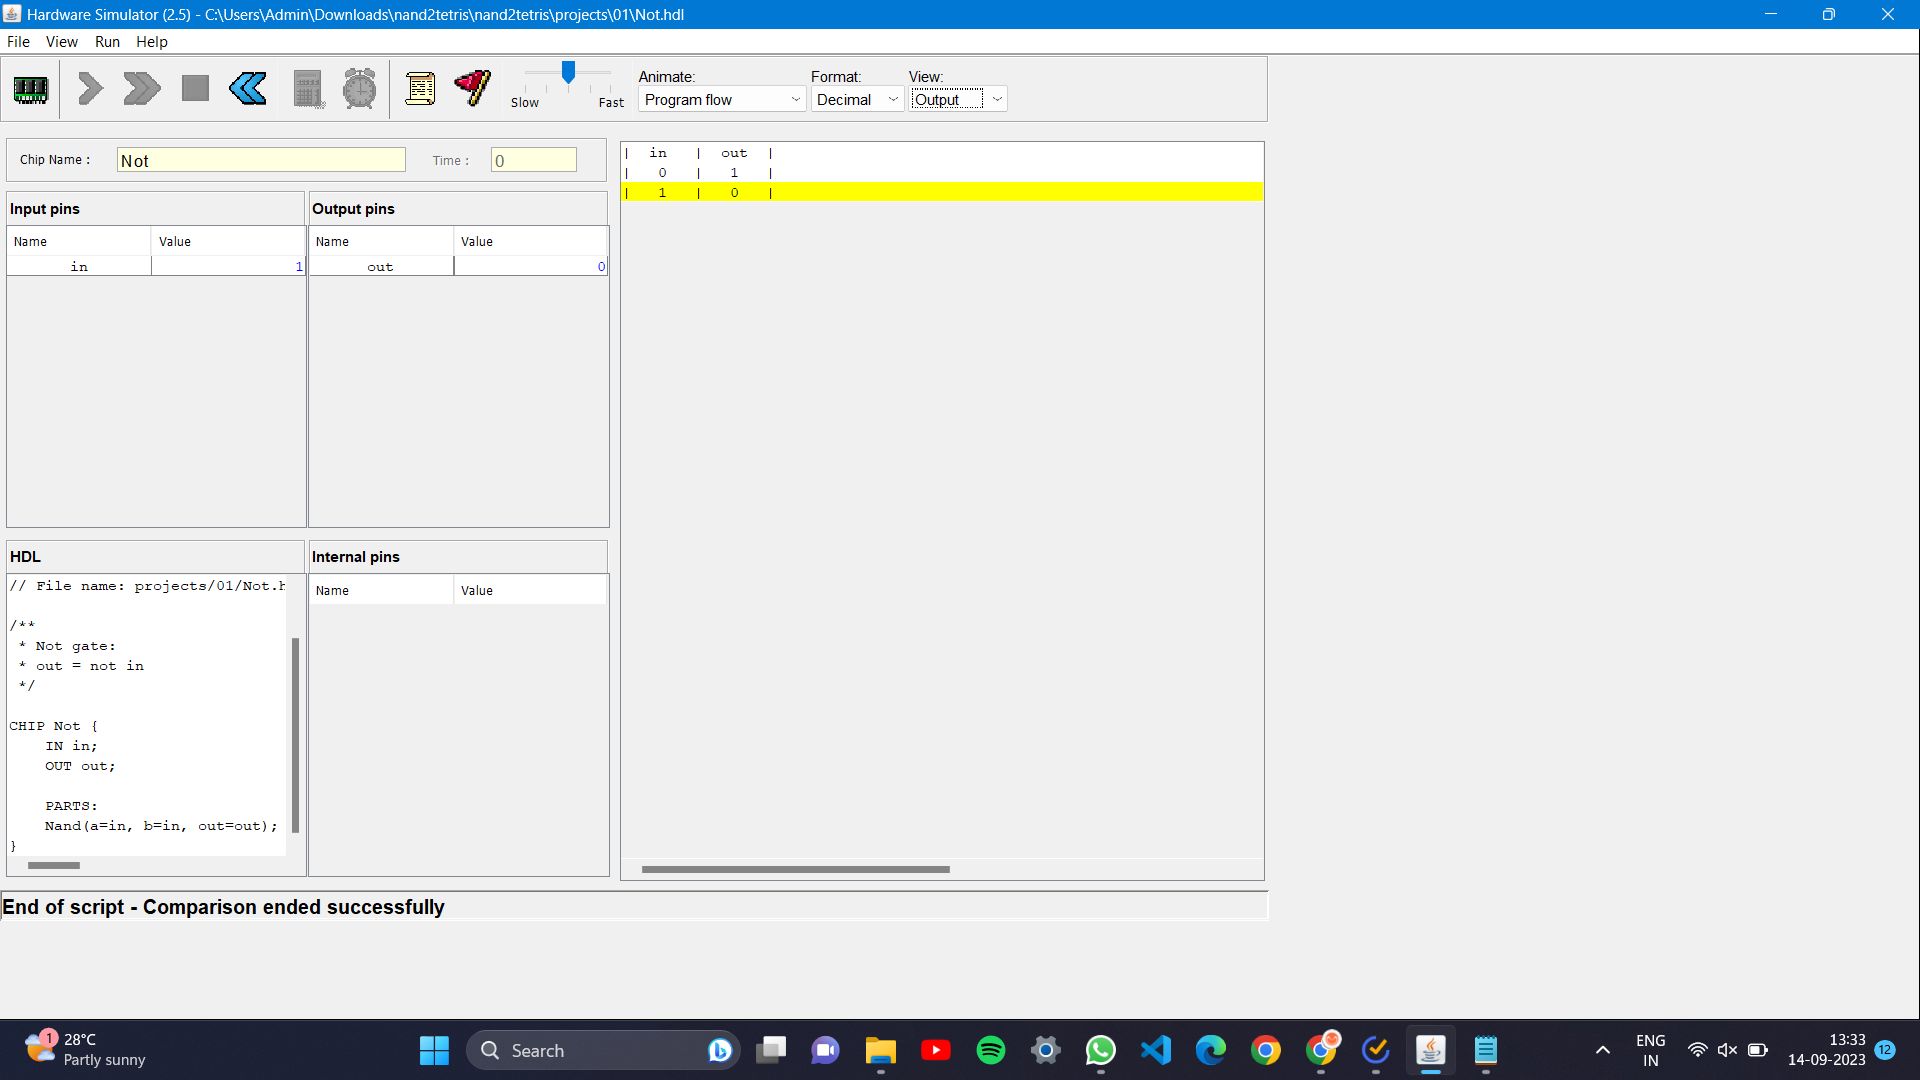 Hardware Simulator (2.5) - C:\Users\Admin\Downloads\nand2tetris\nand2tetris\projects\01\Not.hdl
File View Run Help
Slow Fast
Animate: Format: View:
Program flow Decimal Output
Chip Name : Not Time : 0
Input pins
Name Value
in 1
Output pins
Name Value
out 0
| in | out |
| 0 | 1 |
| 1 | 0 |
HDL
// File name: projects/01/Not.h
/**
* Not gate:
* out = not in
*/
CHIP Not {
IN in;
OUT out;
PARTS:
Nand(a=in, b=in, out=out);
}
Internal pins
Name Value
End of script - Comparison ended successfully
1
28°C
Partly sunny
Search
ENG
IN
13:33
14-09-2023
12